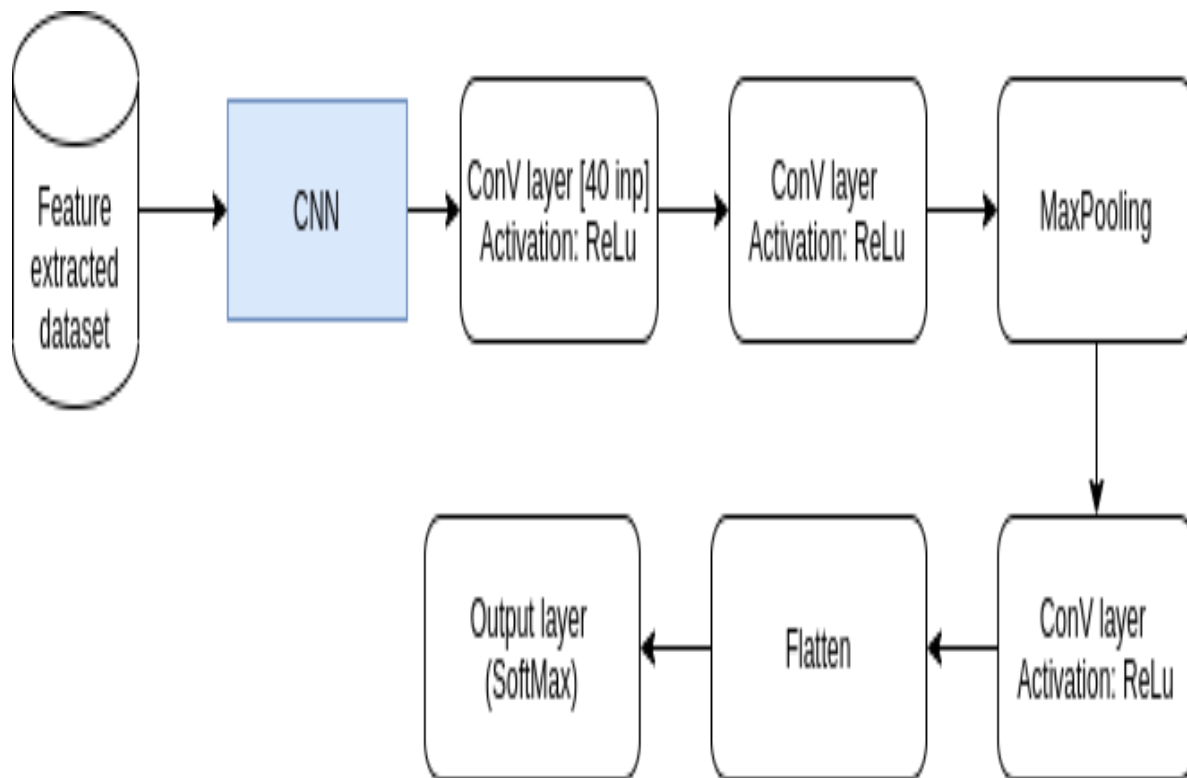 Feature
extracted
dataset
CNN
ConV layer [40 inp]
Activation: ReLu
ConV layer
Activation: ReLu
MaxPooling
ConV layer
Activation: ReLu
Flatten
Output layer
(SoftMax)